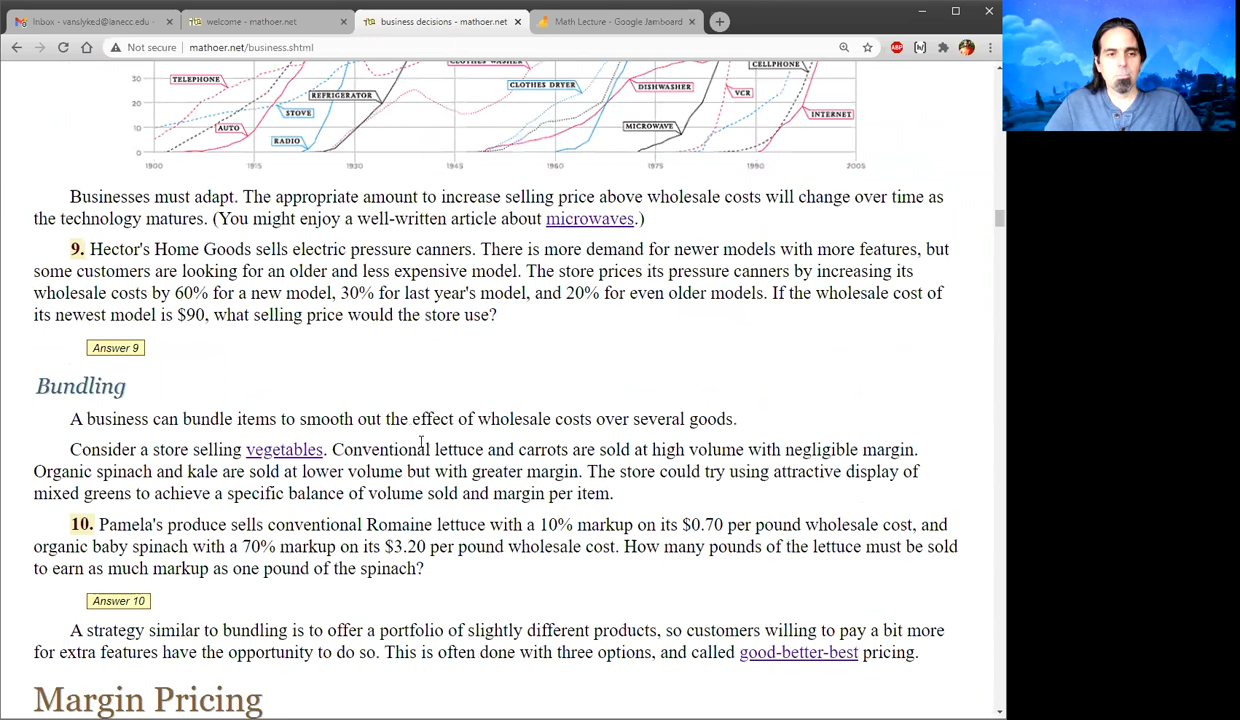 Inbox - vanslyked@lanecc.edu -
welcome - mathoer.net
business decisions - mathoer.net
Math Lecture - Google Jamboard
Not secure
mathoer.net/business.shtml
ABP
30
20
10
0
TELEPHONE
AUTO
STOVE
RADIO
REFRIGERATOR
CLOTHES WASHER
CLOTHES DRYER
DISHWASHER
MICROWAVE
VCR
CELLPHONE
INTERNET
1900 1915 1930 1945 1960 1975 1990 2005
Businesses must adapt. The appropriate amount to increase selling price above wholesale costs will change over time as
the technology matures. (You might enjoy a well-written article about microwaves.)
9. Hector's Home Goods sells electric pressure canners. There is more demand for newer models with more features, but
some customers are looking for an older and less expensive model. The store prices its pressure canners by increasing its
wholesale costs by 60% for a new model, 30% for last year's model, and 20% for even older models. If the wholesale cost of
its newest model is $90, what selling price would the store use?
Answer 9
Bundling
A business can bundle items to smooth out the effect of wholesale costs over several goods.
Consider a store selling vegetables. Conventional lettuce and carrots are sold at high volume with negligible margin.
Organic spinach and kale are sold at lower volume but with greater margin. The store could try using attractive display of
mixed greens to achieve a specific balance of volume sold and margin per item.
10. Pamela's produce sells conventional Romaine lettuce with a 10% markup on its $0.70 per pound wholesale cost, and
organic baby spinach with a 70% markup on its $3.20 per pound wholesale cost. How many pounds of the lettuce must be sold
to earn as much markup as one pound of the spinach?
Answer 10
A strategy similar to bundling is to offer a portfolio of slightly different products, so customers willing to pay a bit more
for extra features have the opportunity to do so. This is often done with three options, and called good-better-best pricing.
Margin Pricing